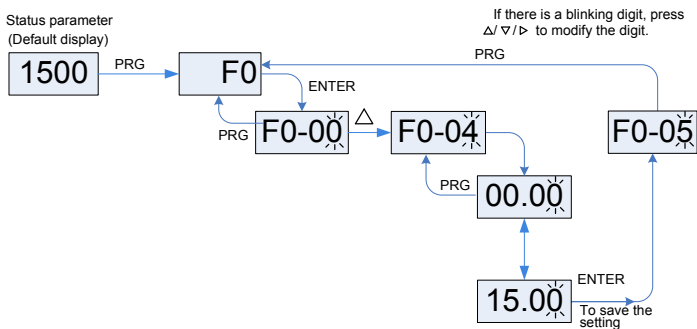 If there is a blinking digit, press
△/ ▽ / ▷ to modify the digit.
Status parameter
(Default display)
1500
PRG
F0
PRG
ENTER
PRG
F0-00
△
F0-04
F0-05
PRG
00.00
15.00
ENTER
To save the
setting